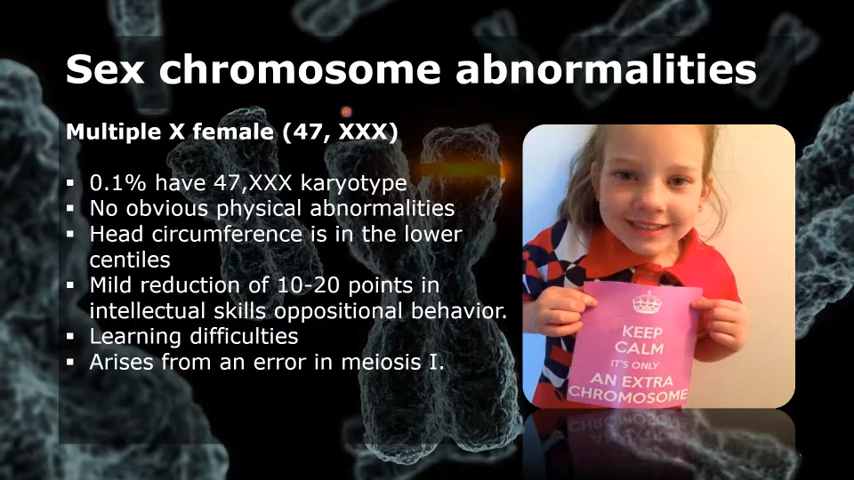 Sex chromosome abnormalities
Multiple X female (47, XXX)
▪ 0.1% have 47,XXX karyotype
▪ No obvious physical abnormalities
▪ Head circumference is in the lower
centiles
▪ Mild reduction of 10-20 points in
intellectual skills oppositional behavior.
▪ Learning difficulties
▪ Arises from an error in meiosis I.
KEEP
CALM
IT'S ONLY
AN EXTRA
CHROMOSOME